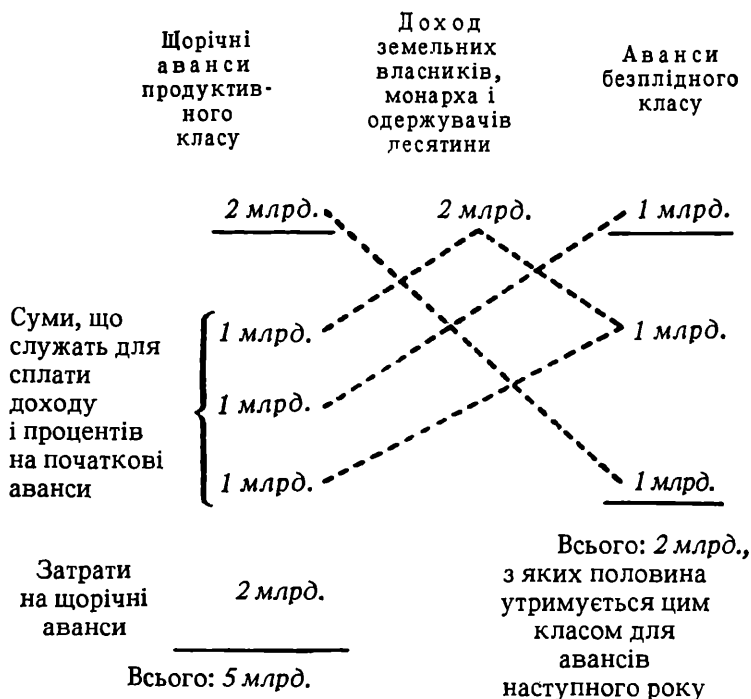 Щорічні
аванси
продуктив-
ного
класу
Доход
земельних
власників,
монарха і
одержувачів
десятини
Аванси
безплідного
класу
2 млрд.
2 млрд.
1 млрд.
Суми, що
служать для
сплати
доходу
і процентів
на початкові
аванси
1 млрд.
1 млрд.
1 млрд.
1 млрд.
1 млрд.
Затрати
на щорічні
аванси
2 млрд.
Всього: 5 млрд.
Всього: 2 млрд.,
з яких половина
утримується цим
класом для
авансів
наступного року